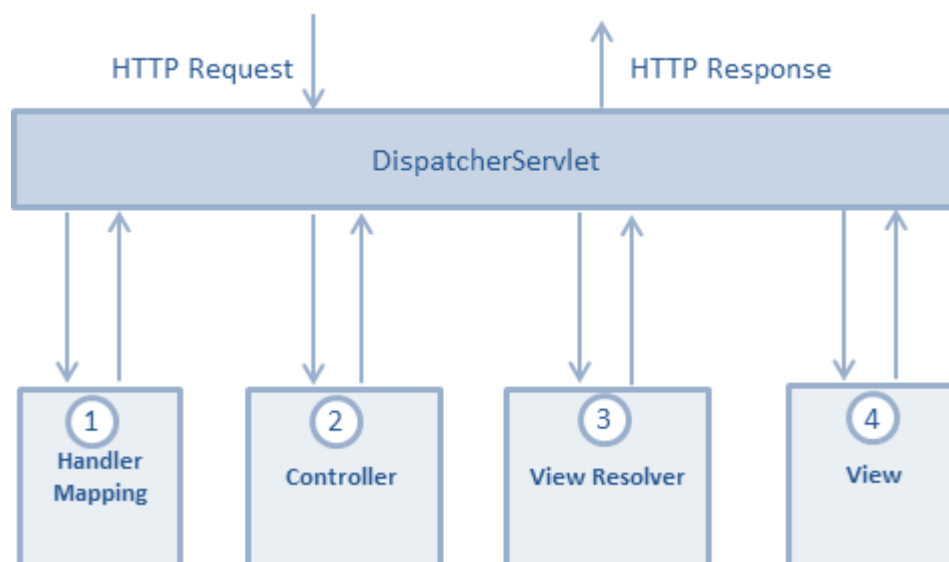 HTTP Request
HTTP Response
DispatcherServlet
1
Handler
Mapping
2
Controller
3
View Resolver
4
View